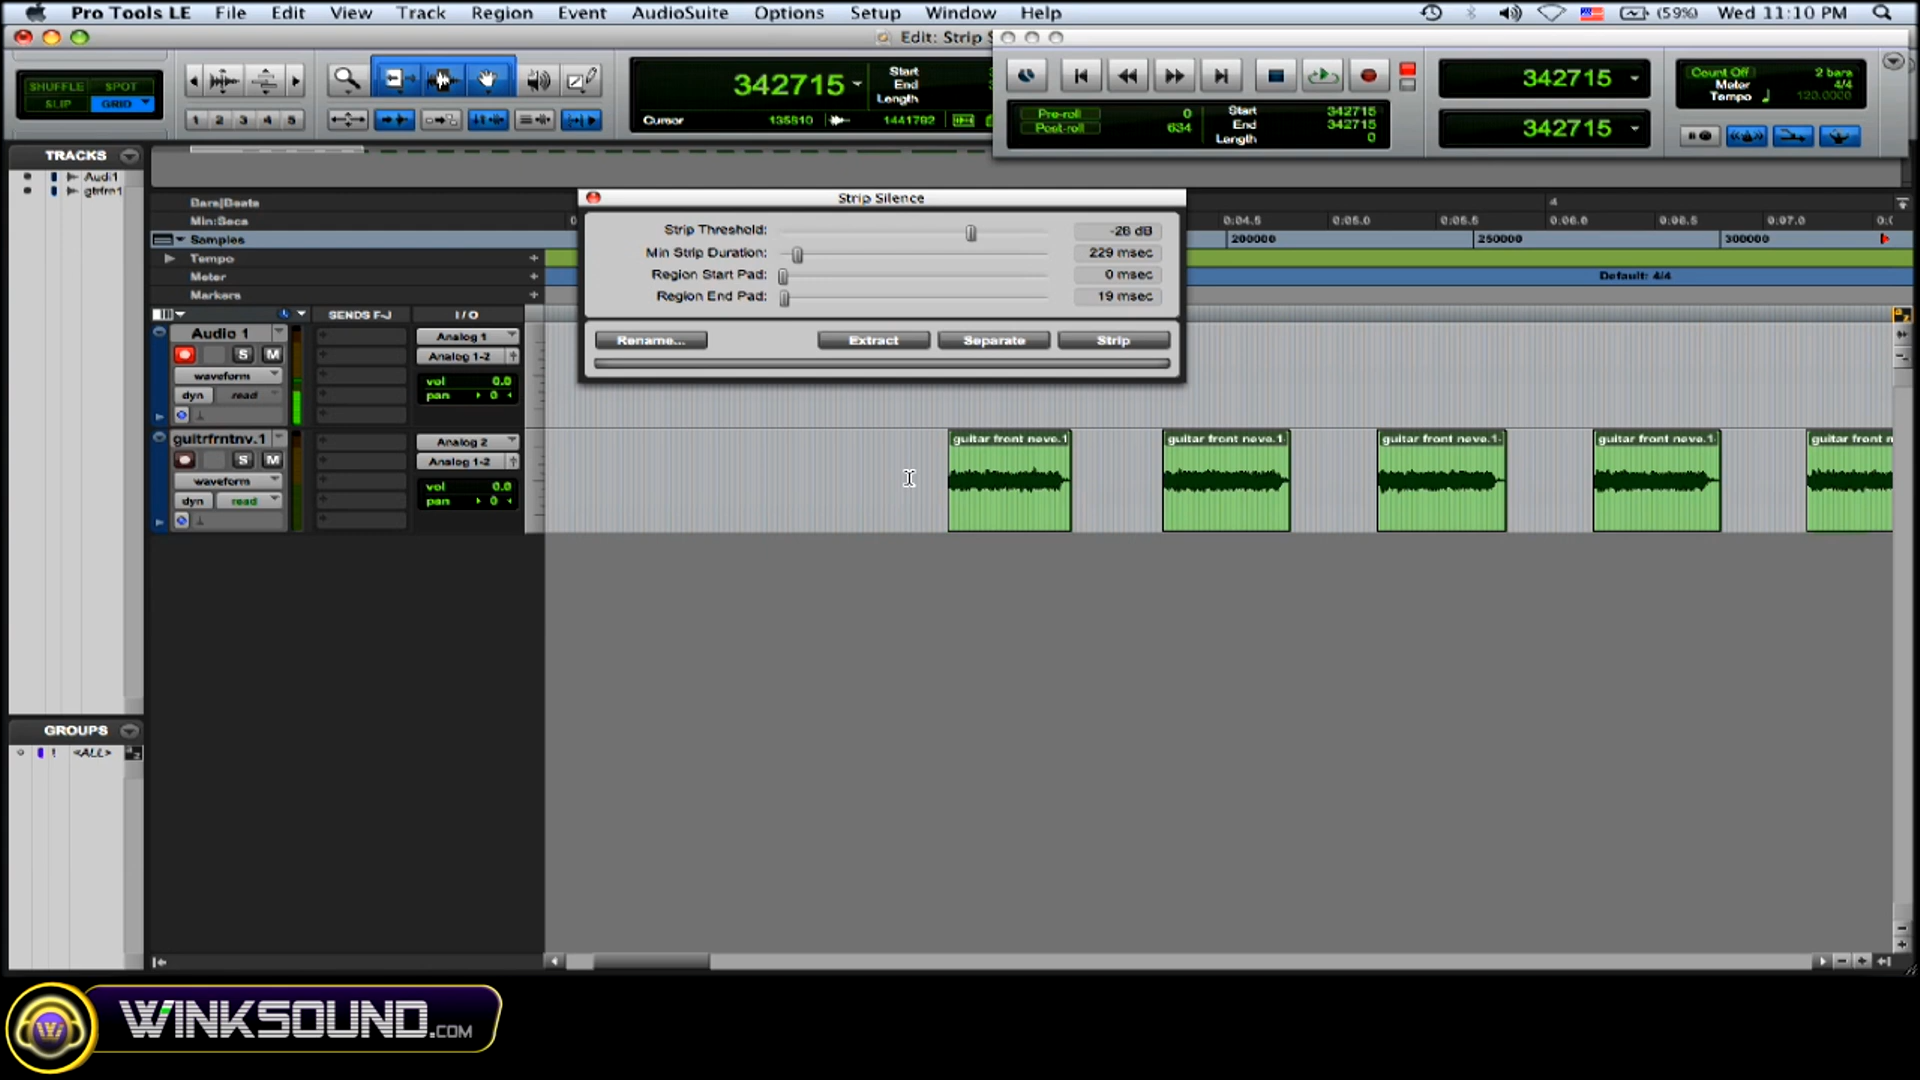 Pro Tools LE File Edit View Track Region Event AudioSuite Options Setup Window Help (59%) Wed 11:10 PM
Edit: Strip S
SHUFFLE SPOT
SLIP GRID
1 2 3 4 5
342715
Start
End
Length
Cursor 135810 1441792
Pre-roll 0
Post-roll 634
Start 342715
End 342715
Length 0
342715
342715
Count Off 2 bars
Meter 4/4
Tempo 120.0000
TRACKS
Audi1
gtrfrn1
Bars|Beats
Min:Secs
Samples
Tempo
Meter
Markers
4
0:04.5 0:05.0 0:05.5 0:06.0 0:06.5 0:07.0
200000 250000 300000
Default: 4/4
Strip Silence
Strip Threshold: -26 dB
Min Strip Duration: 229 msec
Region Start Pad: 0 msec
Region End Pad: 19 msec
Rename... Extract Separate Strip
SENDS F-J I/O
Audio 1
S M
waveform
dyn read
Analog 1
Analog 1-2
vol 0.0
pan 0
guitrfrntnv.1
S M
waveform
dyn read
Analog 2
Analog 1-2
vol 0.0
pan 0
guitar front neve.1 guitar front neve.1- guitar front neve.1- guitar front neve.1- guitar front n
GROUPS
! <ALL>
WINKSOUND.COM